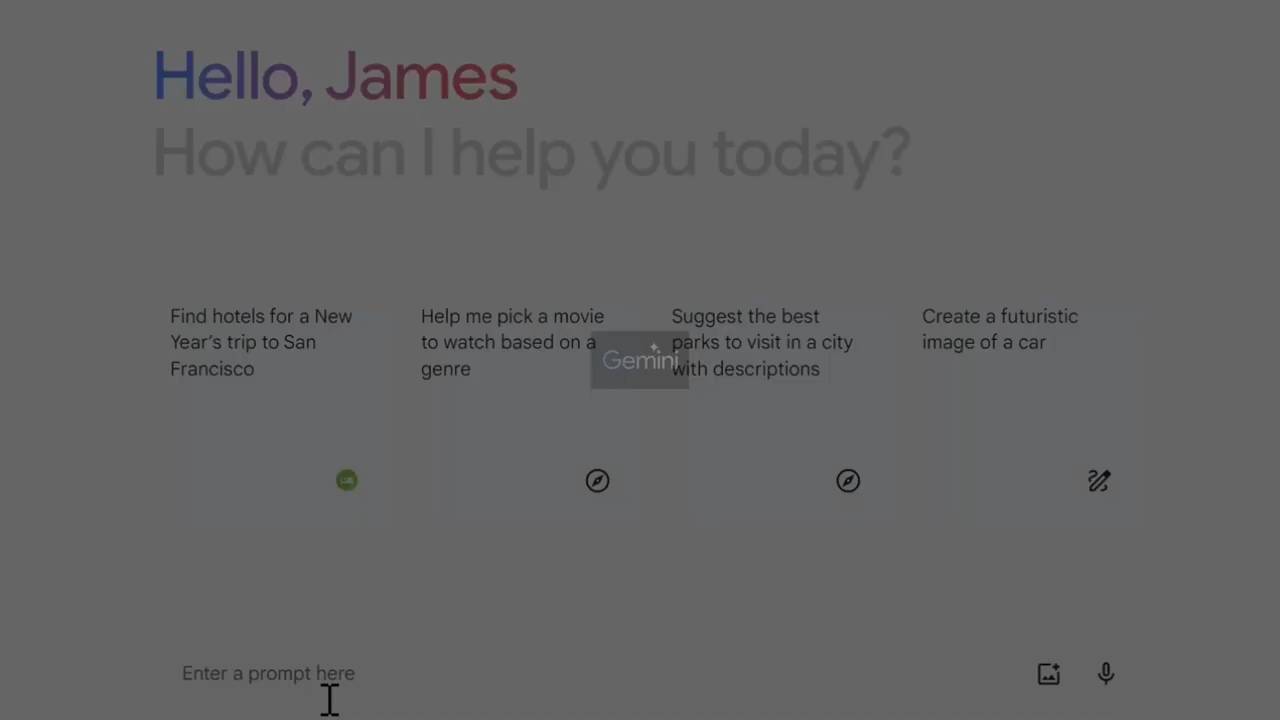 Hello, James
How can I help you today?
Find hotels for a New
Year's trip to San
Francisco
Help me pick a movie
to watch based on a
genre
Suggest the best
parks to visit in a city
with descriptions
Create a futuristic
image of a car
Gemini
Enter a prompt here